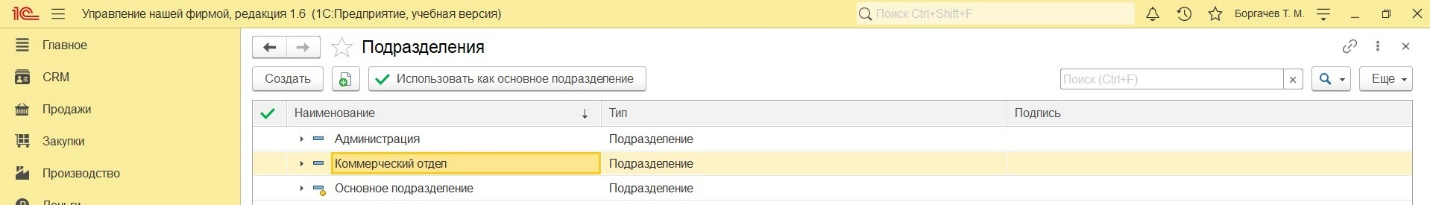 1С Управление нашей фирмой, редакция 1.6 (1С:Предприятие, учебная версия) Поиск Ctrl+Shift+F Боргачев Т. М.
Главное
CRM
Продажи
Закупки
Производство
Деньги
Подразделения
Создать Использовать как основное подразделение Поиск (Ctrl+F) Еще
Наименование Тип Подпись
Администрация Подразделение
Коммерческий отдел Подразделение
Основное подразделение Подразделение